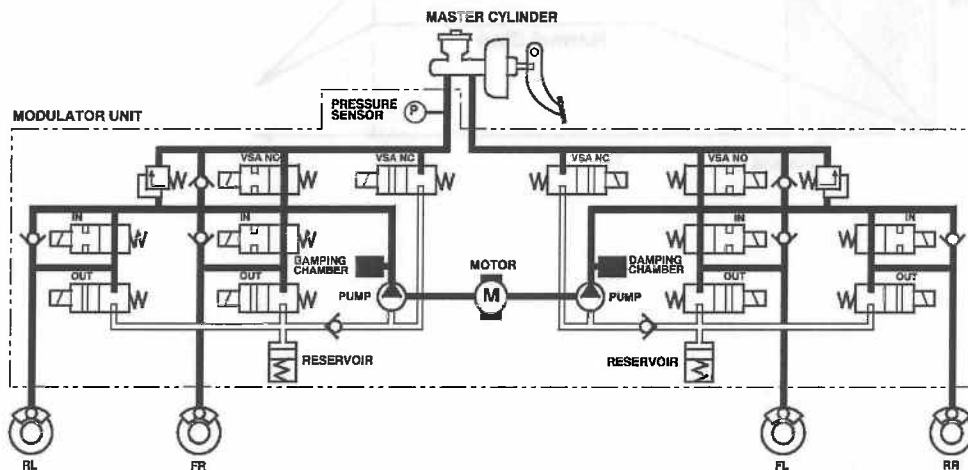 MASTER CYLINDER
PRESSURE
SENSOR
P
MODULATOR UNIT
VSA NO
VSA NC
VSA NC
VSA NO
IN
IN
IN
IN
DAMPING
CHAMBER
MOTOR
DAMPING
CHAMBER
OUT
OUT
PUMP
M
PUMP
OUT
OUT
RESERVOIR
RESERVOIR
RL
FR
FL
RR